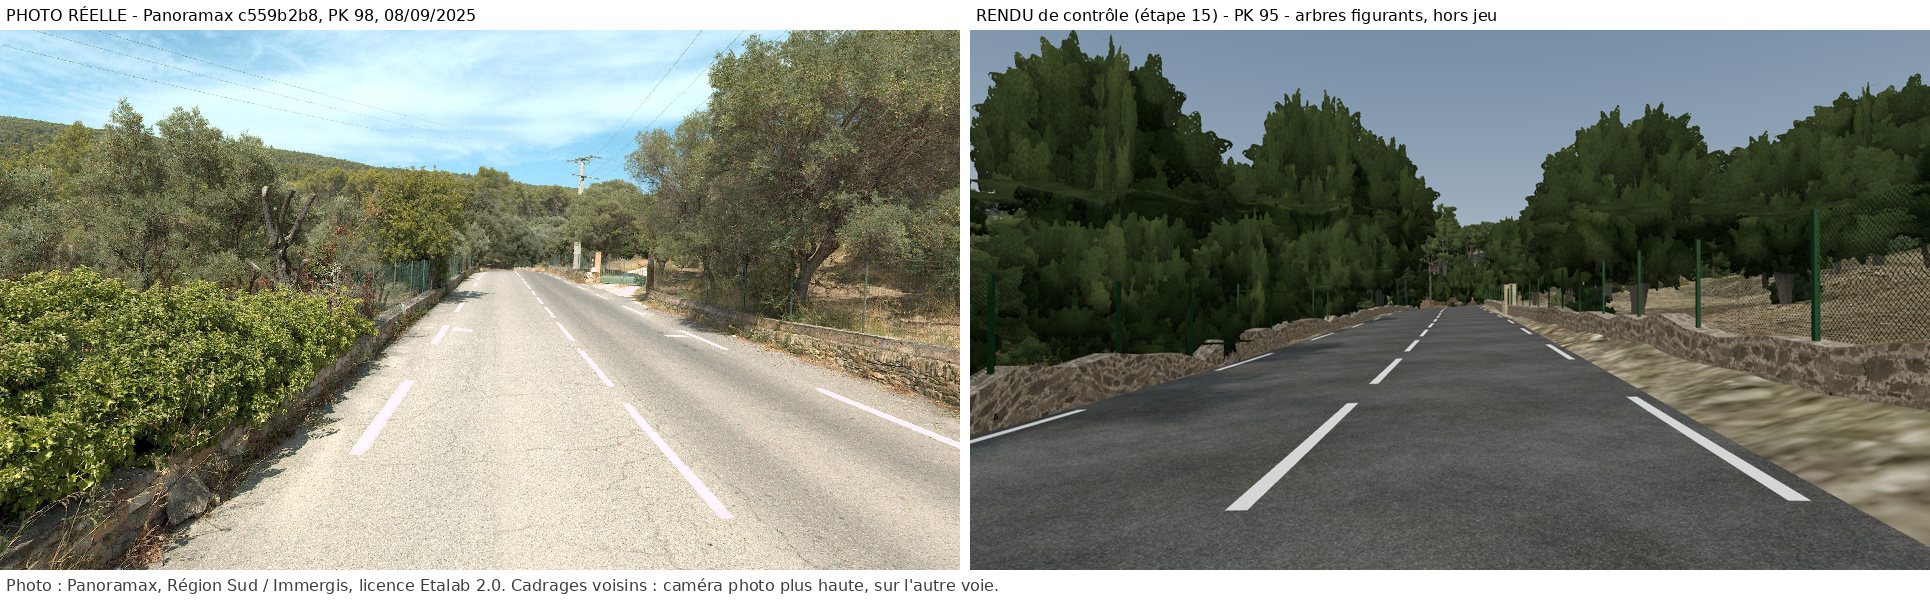 PHOTO RÉELLE - Panoramax c559b2b8, PK 98, 08/09/2025
RENDU de contrôle (étape 15) - PK 95 - arbres figurants, hors jeu
Photo : Panoramax, Région Sud / Immergis, licence Etalab 2.0. Cadrages voisins : caméra photo plus haute, sur l'autre voie.